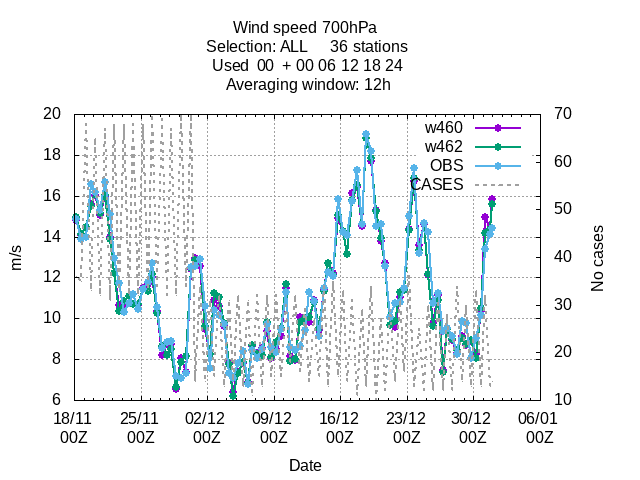 Wind speed 700hPa
Selection: ALL 36 stations
Used 00 + 00 06 12 18 24
Averaging window: 12h
20 70
w460
w462
OBS
CASES
18 60
16 50
14
m/s
No cases
40
12
30
10
8 20
6 10
18/11 25/11 02/12 09/12 16/12 23/12 30/12 06/01
00Z 00Z 00Z 00Z 00Z 00Z 00Z 00Z
Date